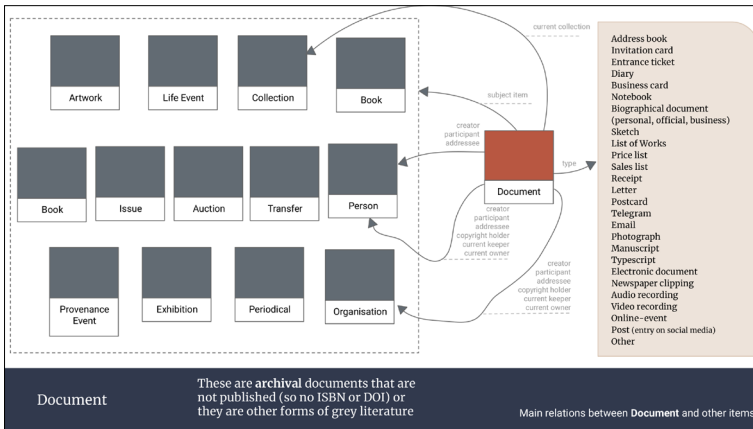 current collection
Artwork
Life Event
Collection
Book
subject item
creator
participant
addressee
Book
Issue
Auction
Transfer
Person
Document
type
creator
participant
addressee
copyright holder
current keeper
current owner
Provenance
Event
Exhibition
Periodical
Organisation
creator
participant
addressee
copyright holder
current keeper
current owner
Address book
Invitation card
Entrance ticket
Diary
Business card
Notebook
Biographical document
(personal, official, business)
Sketch
List of Works
Price list
Sales list
Receipt
Letter
Postcard
Telegram
Email
Photograph
Manuscript
Typescript
Electronic document
Newspaper clipping
Audio recording
Video recording
Online-event
Post (entry on social media)
Other
Document
These are archival documents that are
not published (so no ISBN or DOI) or
they are other forms of grey literature
Main relations between Document and other items